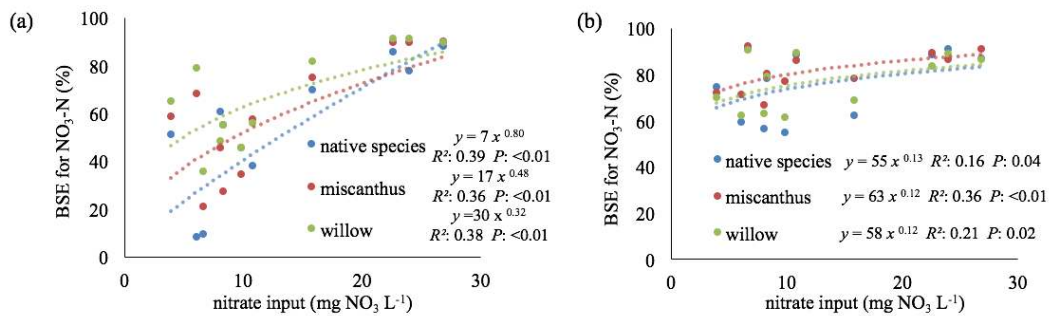 (a)
BSE for NO₃-N (%)
100
80
60
40
20
0
0 10 20 30
nitrate input (mg NO₃ L⁻¹)
native species y = 7 x ^0.80
R²: 0.39 P: <0.01
miscanthus y = 17 x ^0.48
R²: 0.36 P: <0.01
willow y =30 x ^0.32
R²: 0.38 P: <0.01
(b)
BSE for NO₃-N (%)
100
80
60
40
20
0
0 10 20 30
nitrate input (mg NO₃ L⁻¹)
native species y = 55 x ^0.13 R²: 0.16 P: 0.04
miscanthus y = 63 x ^0.12 R²: 0.36 P: <0.01
willow y = 58 x ^0.12 R²: 0.21 P: 0.02